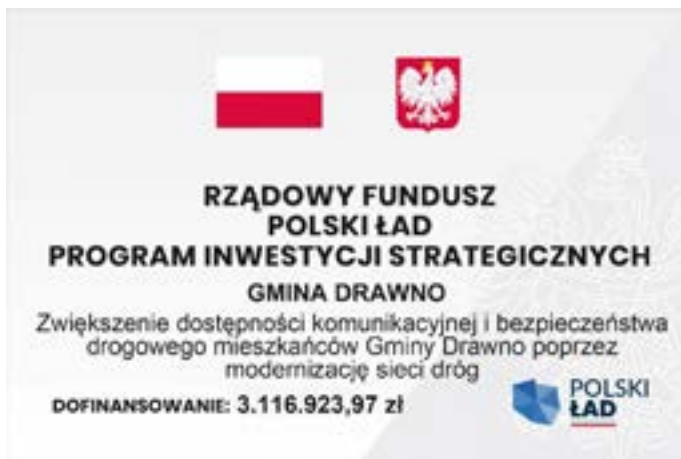 RZĄDOWY FUNDUSZ
POLSKI ŁAD
PROGRAM INWESTYCJI STRATEGICZNYCH
GMINA DRAWNO
Zwiększenie dostępności komunikacyjnej i bezpieczeństwa
drogowego mieszkańców Gminy Drawno poprzez
modernizację sieci dróg
DOFINANSOWANIE: 3.116.923,97 zł
POLSKI
ŁAD